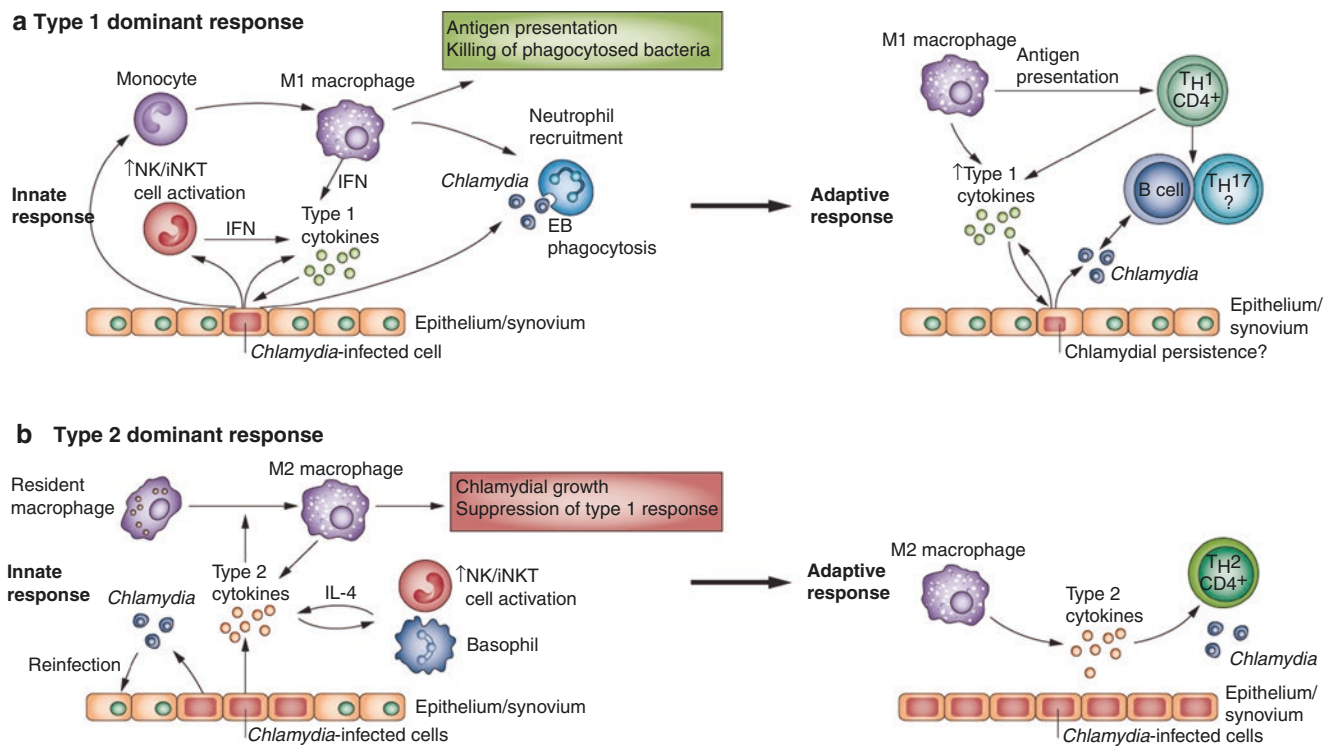 a Type 1 dominant response
Antigen presentation
Killing of phagocytosed bacteria
Monocyte
M1 macrophage
Neutrophil
recruitment
↑NK/iNKT
cell activation
IFN
Chlamydia
Innate
response
IFN
Type 1
cytokines
EB
phagocytosis
Epithelium/synovium
Chlamydia-infected cell
M1 macrophage
Antigen
presentation
TH1
CD4+
Adaptive
response
↑Type 1
cytokines
B cell
TH17
?
Chlamydia
Epithelium/
synovium
Chlamydial persistence?
b Type 2 dominant response
Resident
macrophage
M2 macrophage
Chlamydial growth
Suppression of type 1 response
Innate
response
Chlamydia
Type 2
cytokines
IL-4
↑NK/iNKT
cell activation
Basophil
Reinfection
Epithelium/synovium
Chlamydia-infected cells
M2 macrophage
Adaptive
response
Type 2
cytokines
TH2
CD4+
Chlamydia
Epithelium/
synovium
Chlamydia-infected cells